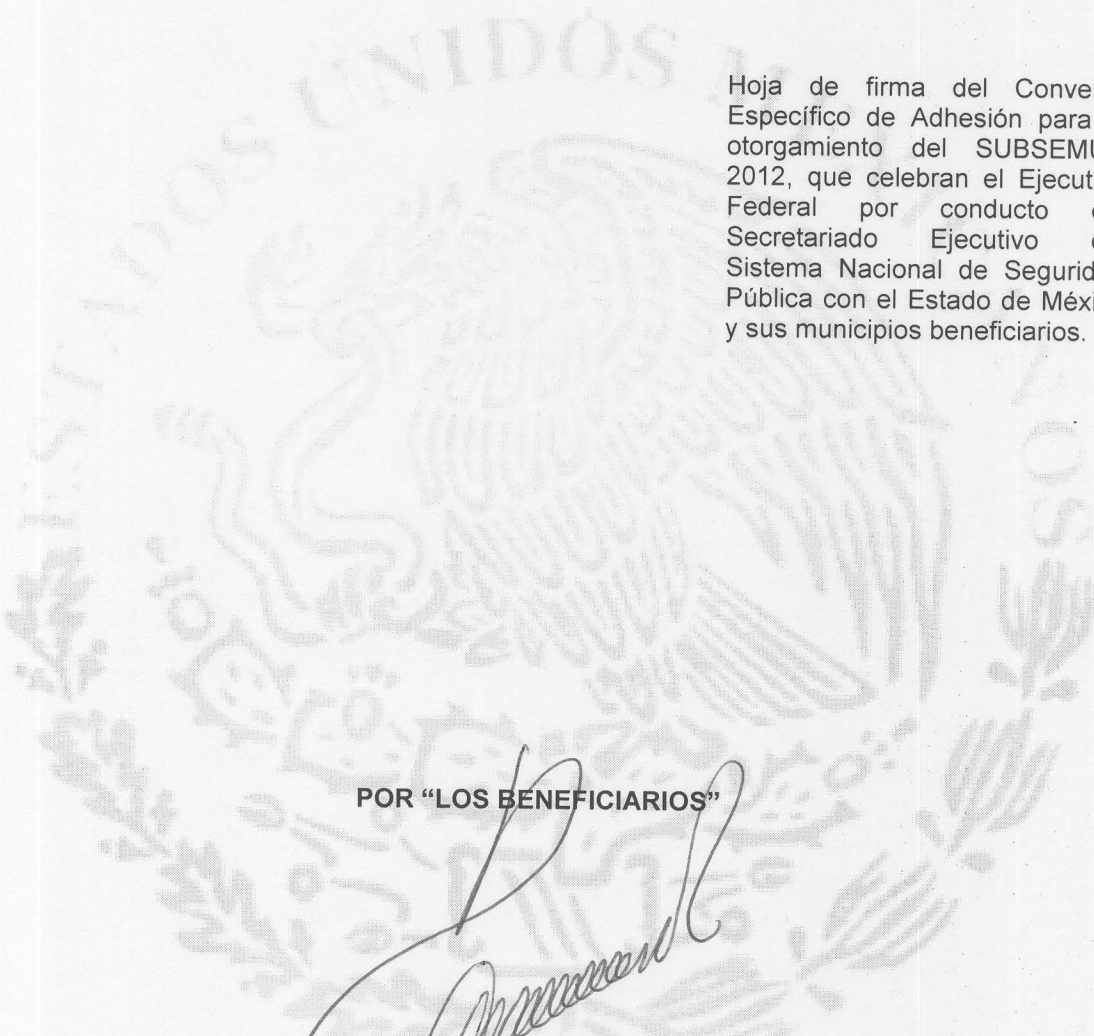 ESTADOS UNIDOS M
Hoja de firma del Conve
Específico de Adhesión para
otorgamiento del SUBSEMU
2012, que celebran el Ejecut
Federal por conducto
Secretariado Ejecutivo
Sistema Nacional de Segurid
Pública con el Estado de Méxi
y sus municipios beneficiarios.
POR “LOS BENEFICIARIOS”